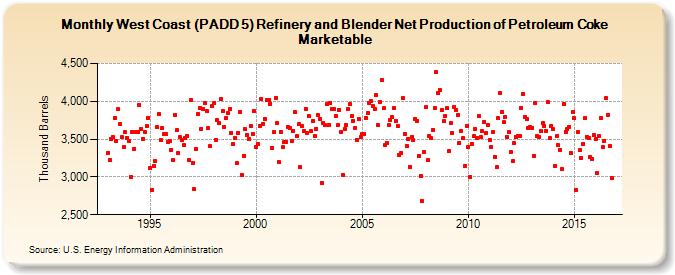 Monthly West Coast (PADD 5) Refinery and Blender Net Production of Petroleum Coke
Marketable
Thousand Barrels
4,500
4,000
3,500
3,000
2,500
1995
2000
2005
2010
2015
Source: U.S. Energy Information Administration